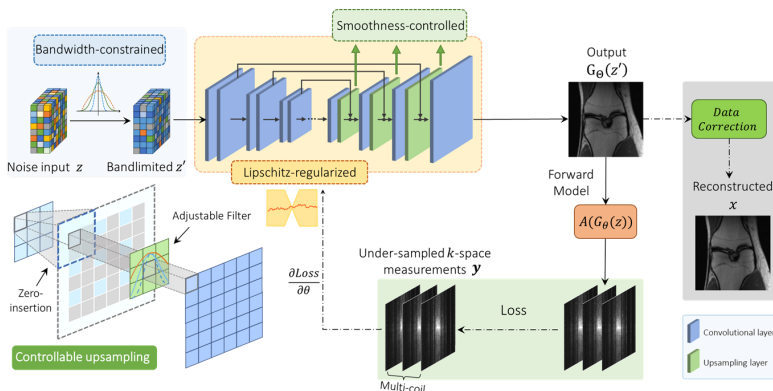 Bandwidth-constrained
Noise input z
Bandlimited z′
Smoothness-controlled
Lipschitz-regularized
Output
G_Θ(z′)
Data
Correction
Reconstructed
x
Forward
Model
A(G_θ(z))
Under-sampled k-space
measurements y
∂Loss
∂θ
Loss
Multi-coil
Adjustable Filter
Zero-
insertion
Controllable upsampling
Convolutional layer
Upsampling layer